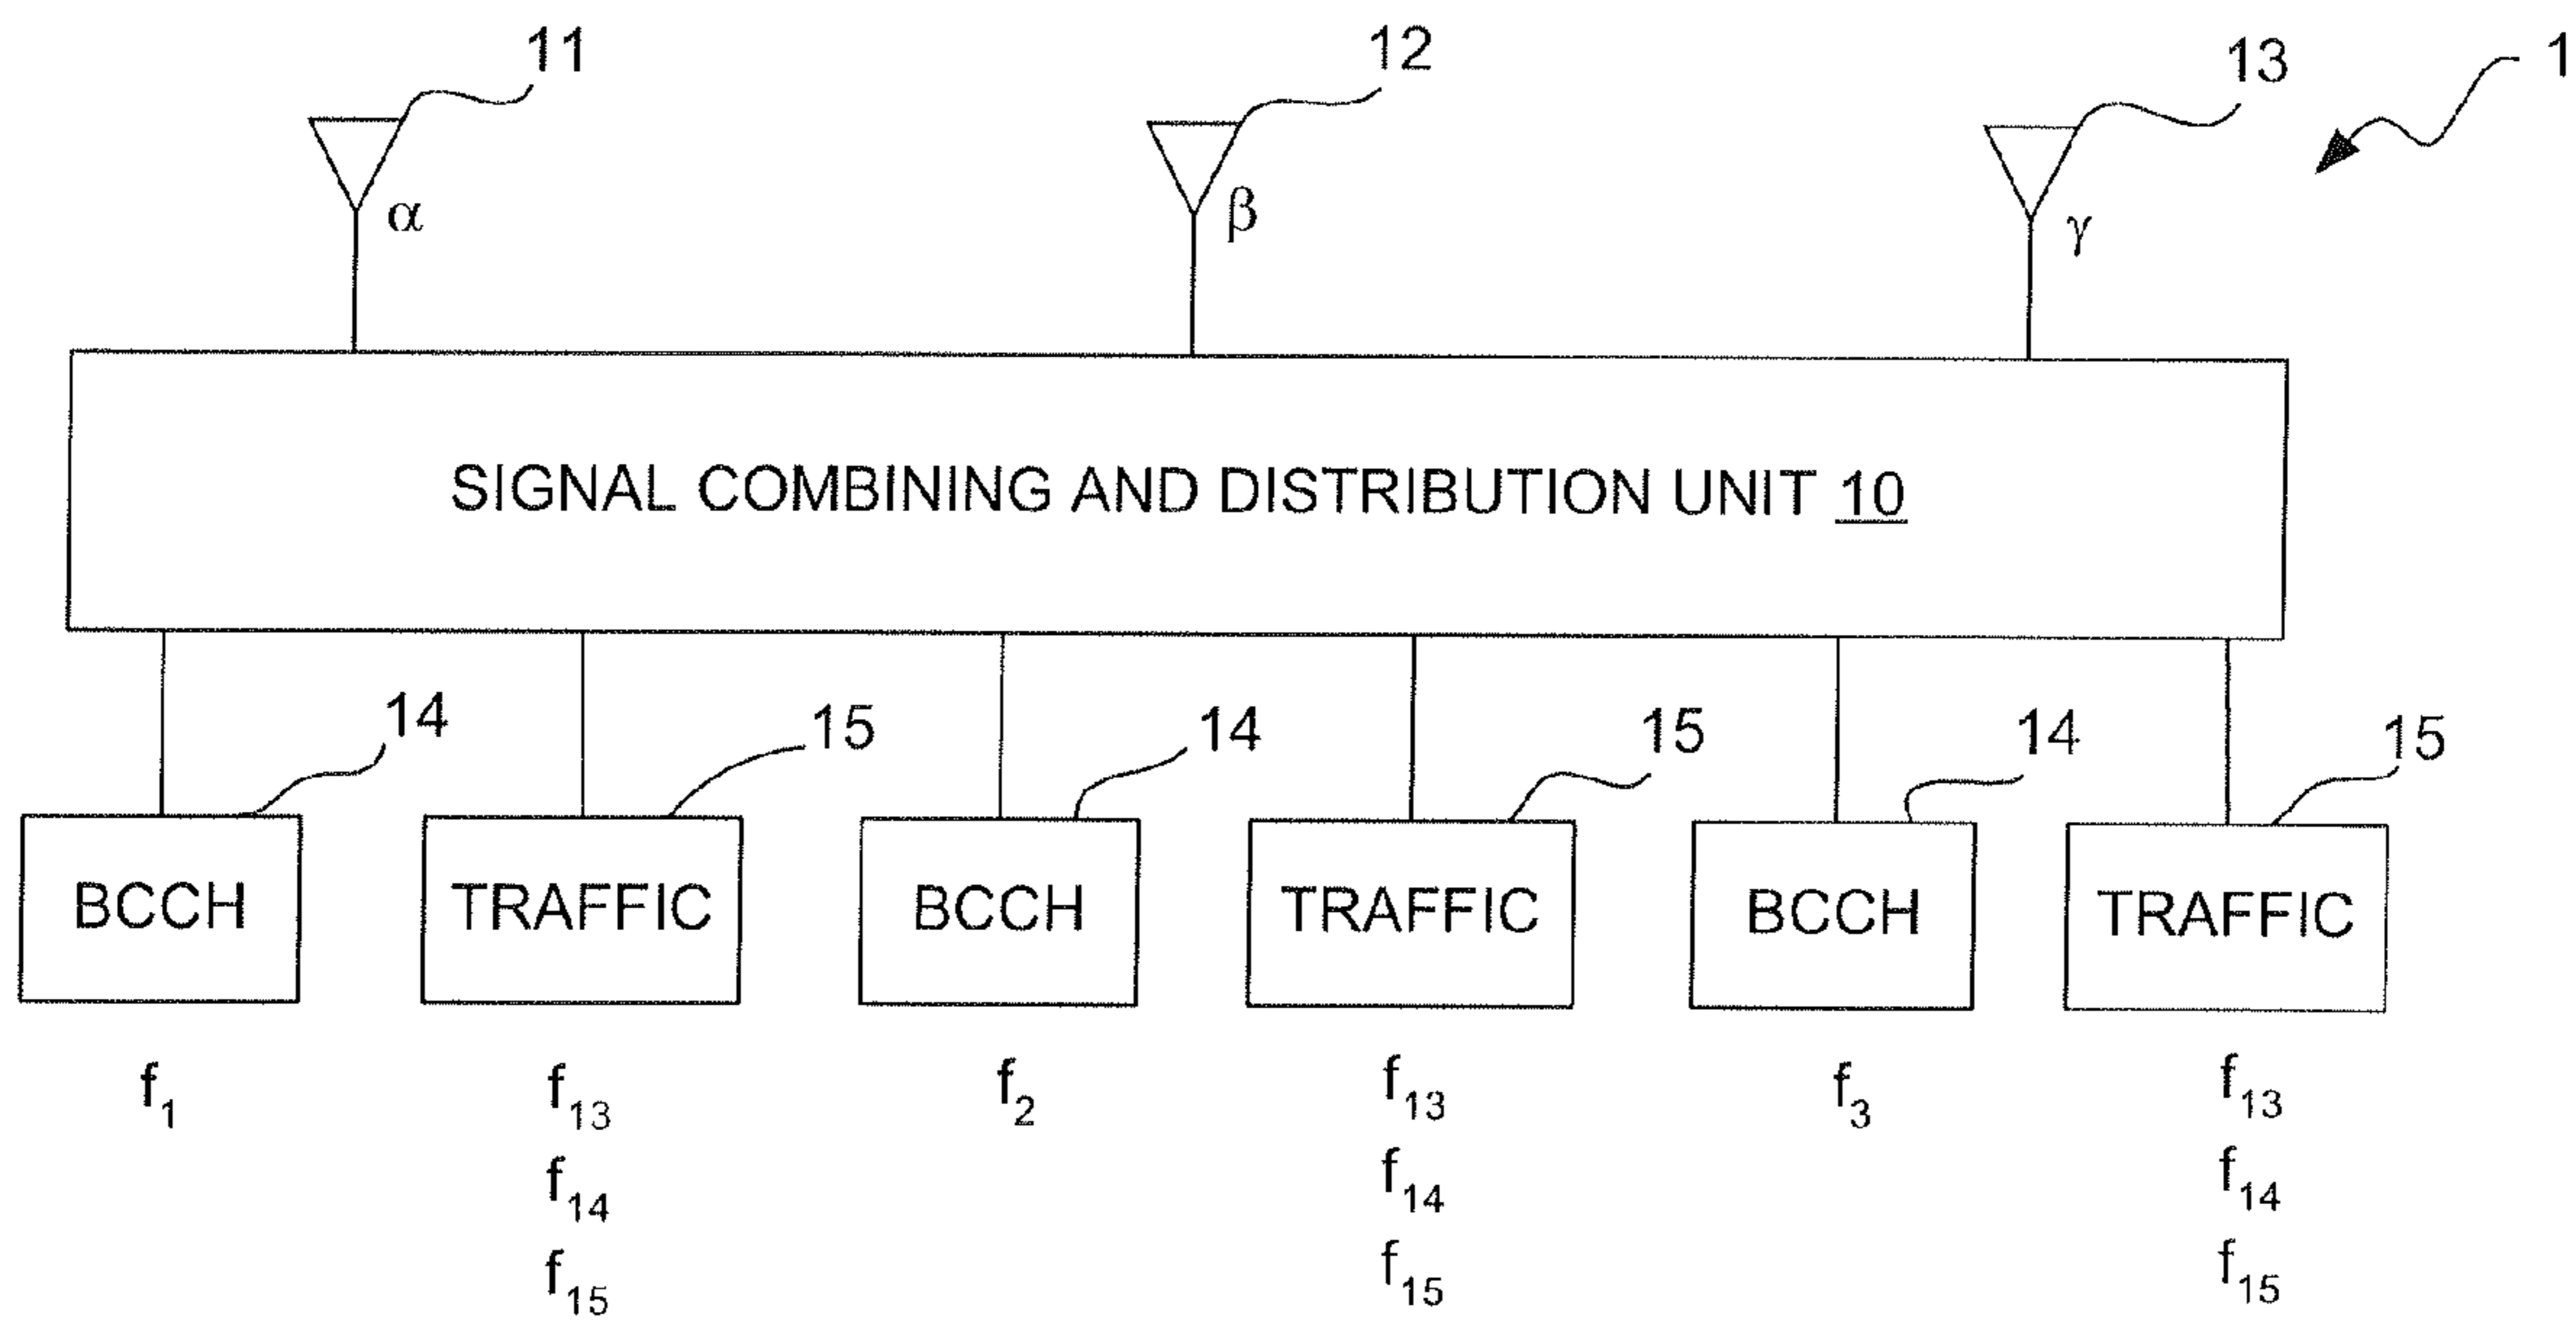 11 12 13 1
α β γ
SIGNAL COMBINING AND DISTRIBUTION UNIT 10
14 15 14 15 14 15
BCCH TRAFFIC BCCH TRAFFIC BCCH TRAFFIC
f₁ f₁₃ f₂ f₁₃ f₃ f₁₃
f₁₄ f₁₄ f₁₄
f₁₅ f₁₅ f₁₅